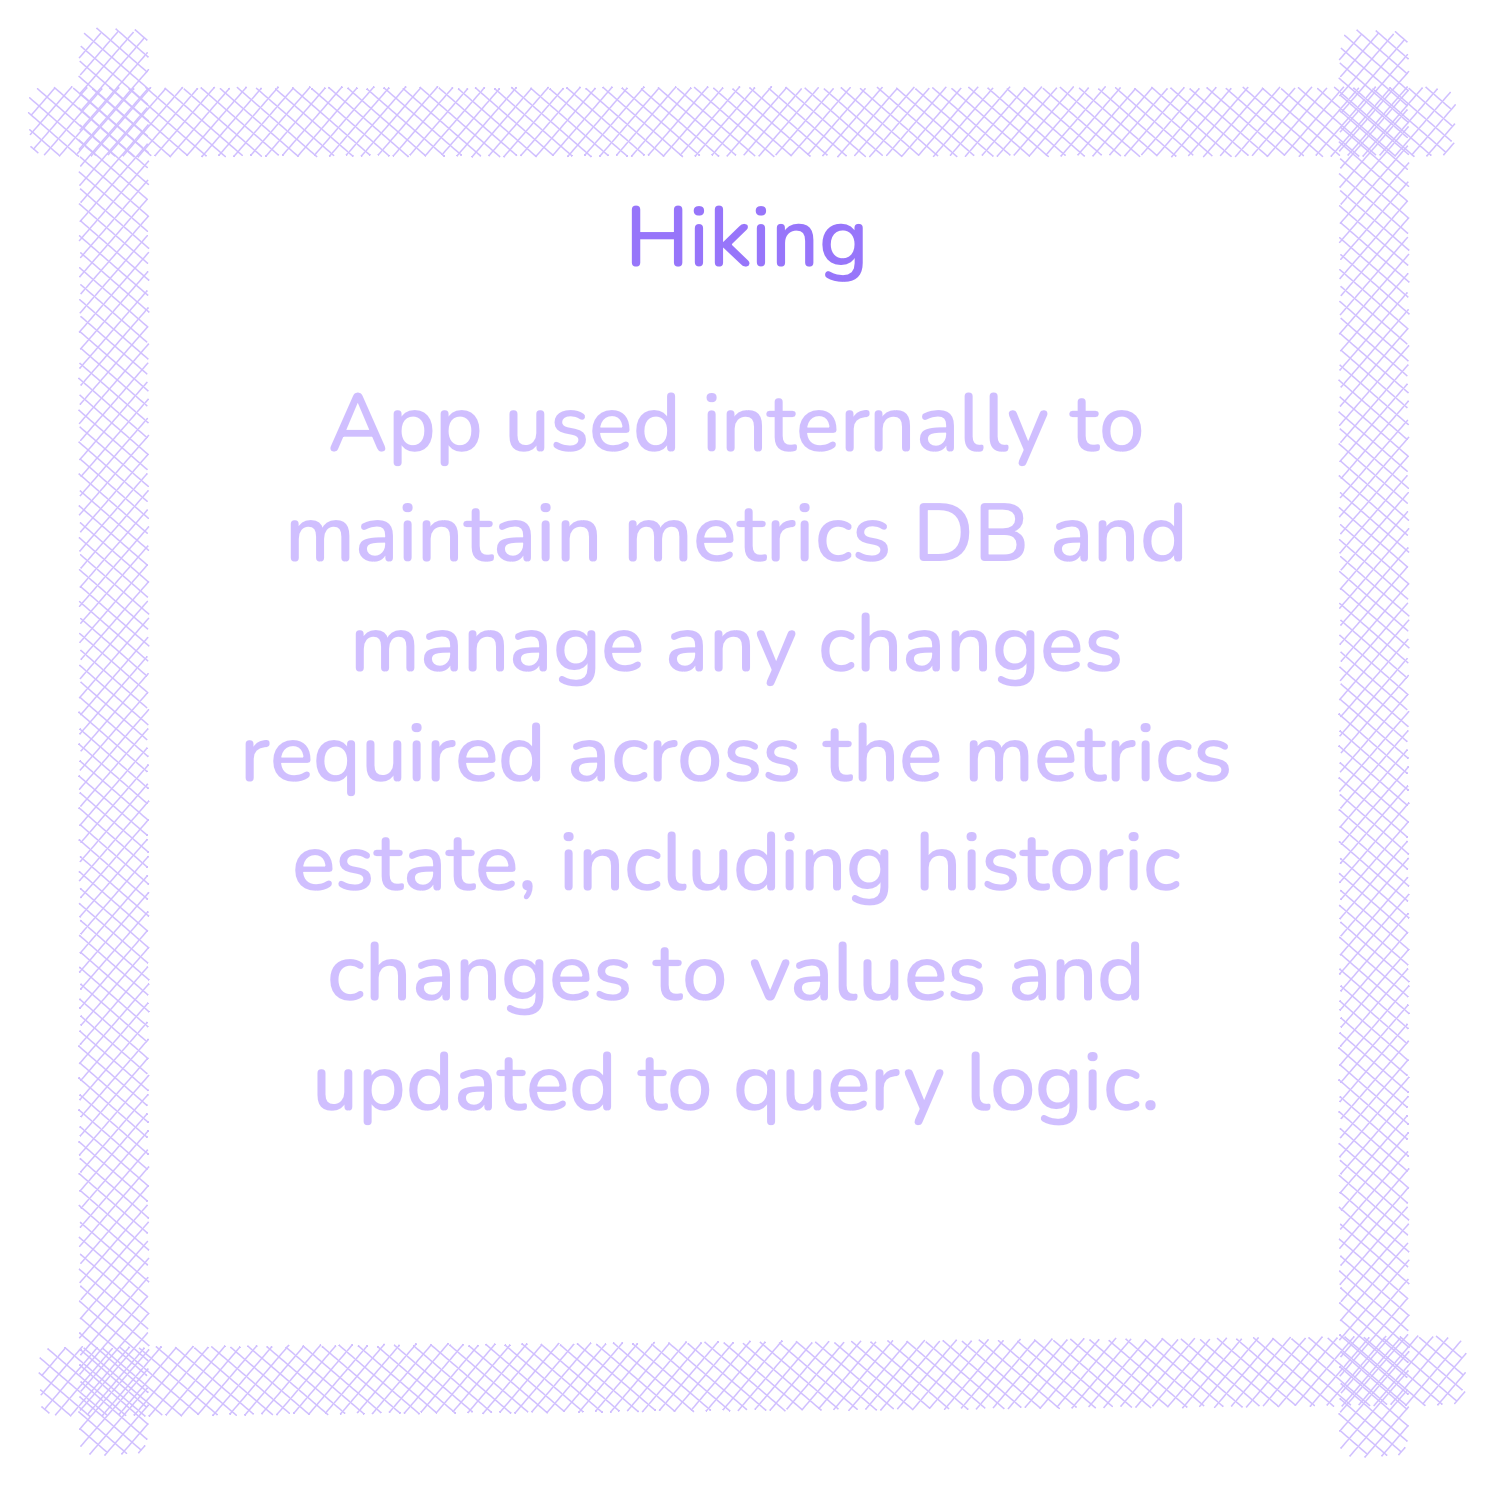 Hiking
App used internally to
maintain metrics DB and
manage any changes
required across the metrics
estate, including historic
changes to values and
updated to query logic.